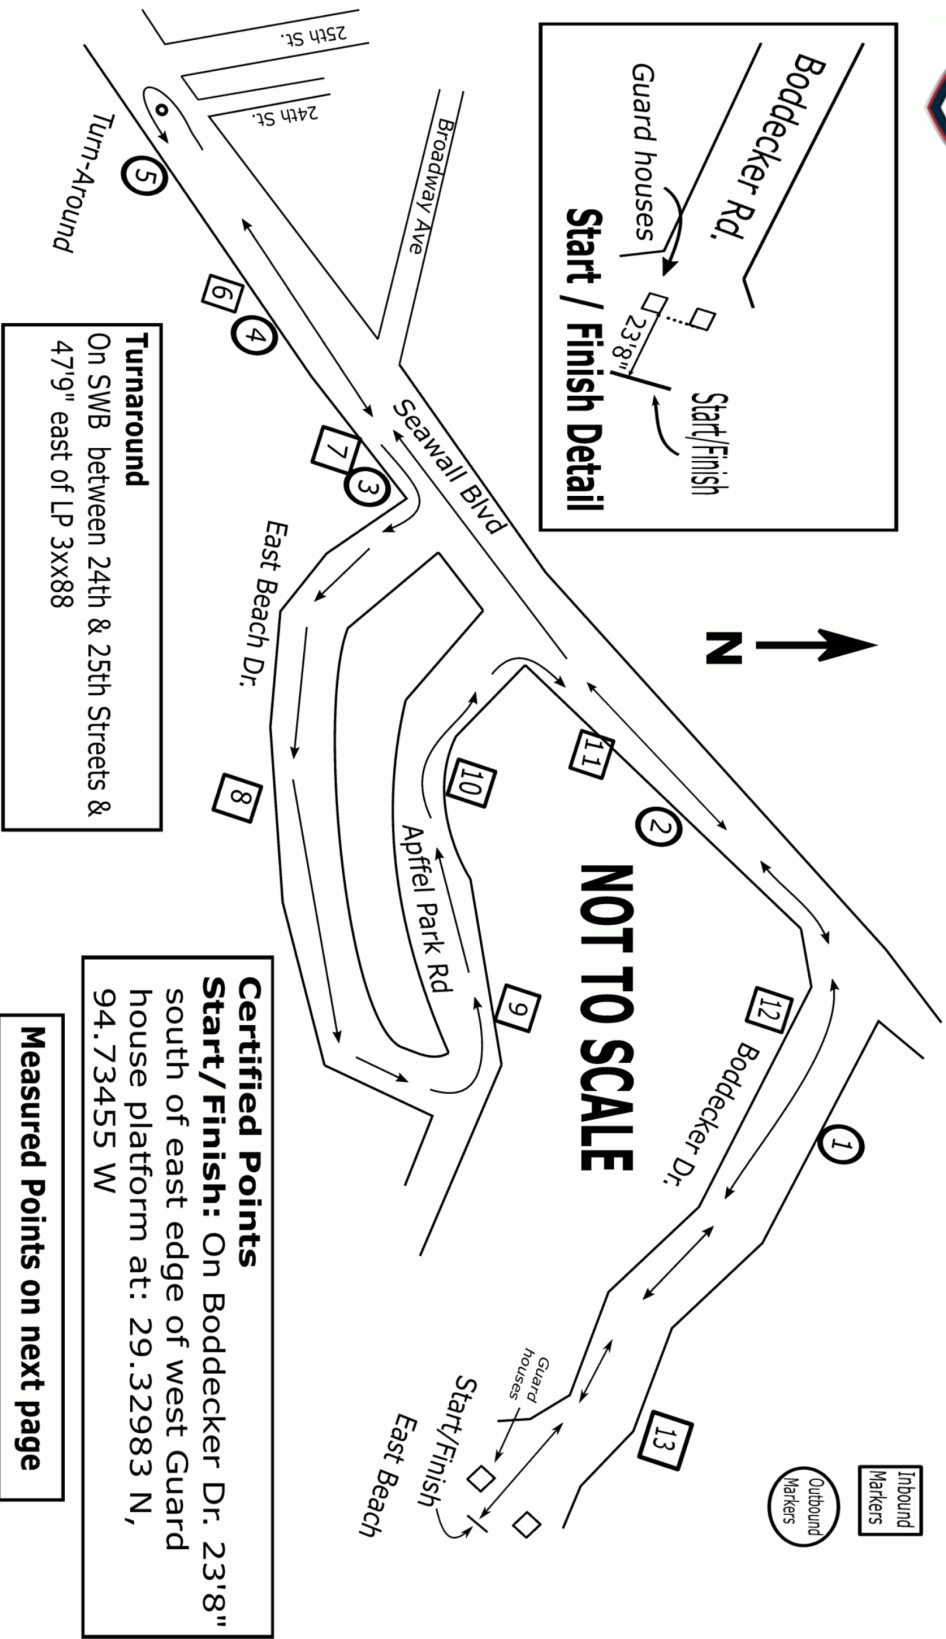 Boddecker Rd.
Guard houses
23'8"
Start/Finish
Start / Finish Detail
N
Inbound
Markers
Outbound
Markers
25th St.
24th St.
Broadway Ave
Seawall Blvd
Turn-Around
East Beach Dr.
Apffel Park Rd
Boddecker Dr.
NOT TO SCALE
1
2
3
4
5
6
7
8
9
10
11
12
13
Guard
houses
Start/Finish
East Beach
Turnaround
On SWB between 24th & 25th Streets &
47'9" east of LP 3xx88
Certified Points
Start/Finish: On Boddecker Dr. 23'8"
south of east edge of west Guard
house platform at: 29.32983 N,
94.73455 W
Measured Points on next page